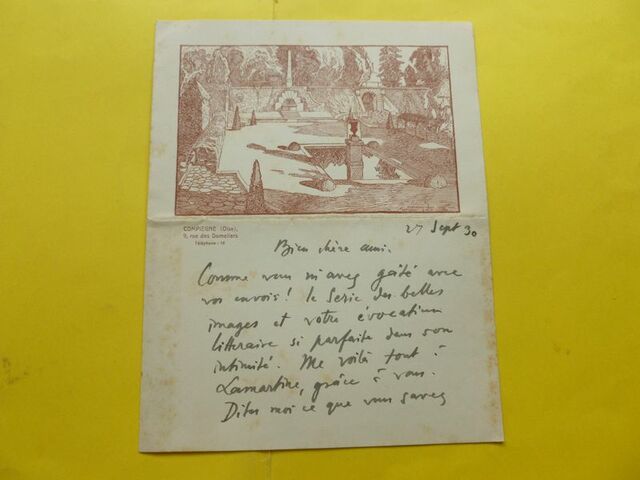 COMPIEGNE (Oise),
9, rue des Domeliers
Téléphone : 16
27 Sept 30
Bien chère amie.
Comme vous m'avez gâté avec
vos envois ! la serie des belles
images et votre évocation
litteraire si parfaite dans son
intimité. Me voilà tout à
Lamartine, grâce à vous.
Dites moi ce que vous savez